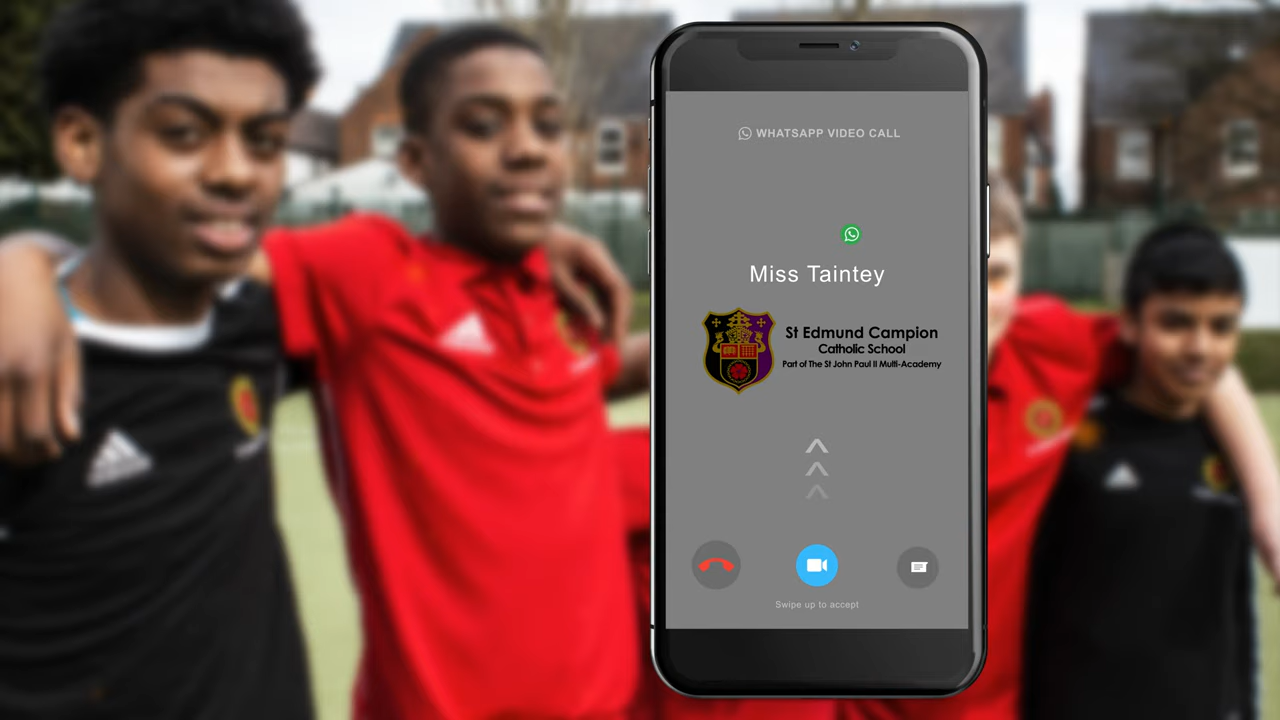 WHATSAPP VIDEO CALL
Miss Taintey
St Edmund Campion
Catholic School
Part of The St John Paul II Multi-Academy
Swipe up to accept